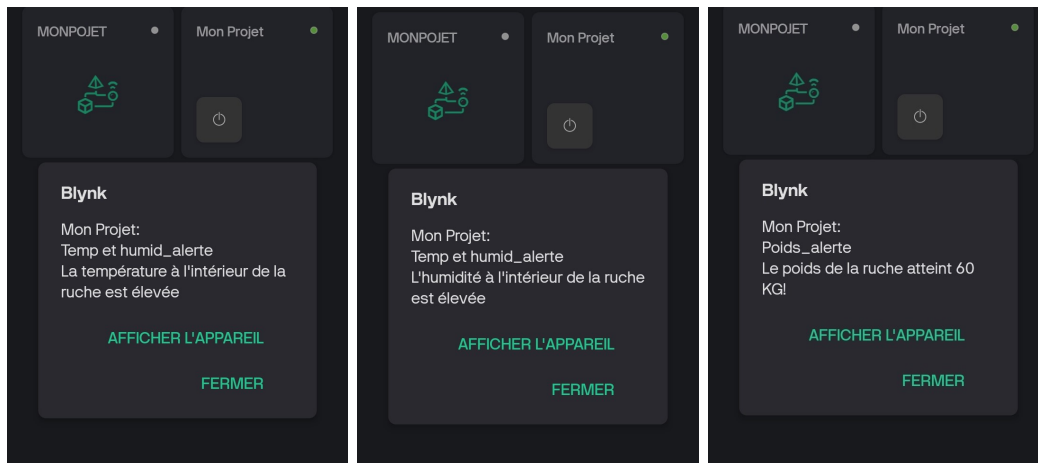 MONPOJET
Mon Projet
Blynk
Mon Projet:
Temp et humid_alerte
La température à l'intérieur de la
ruche est élevée
AFFICHER L'APPAREIL
FERMER
MONPOJET
Mon Projet
Blynk
Mon Projet:
Temp et humid_alerte
L'humidité à l'intérieur de la ruche
est élevée
AFFICHER L'APPAREIL
FERMER
MONPOJET
Mon Projet
Blynk
Mon Projet:
Poids_alerte
Le poids de la ruche atteint 60
KG!
AFFICHER L'APPAREIL
FERMER